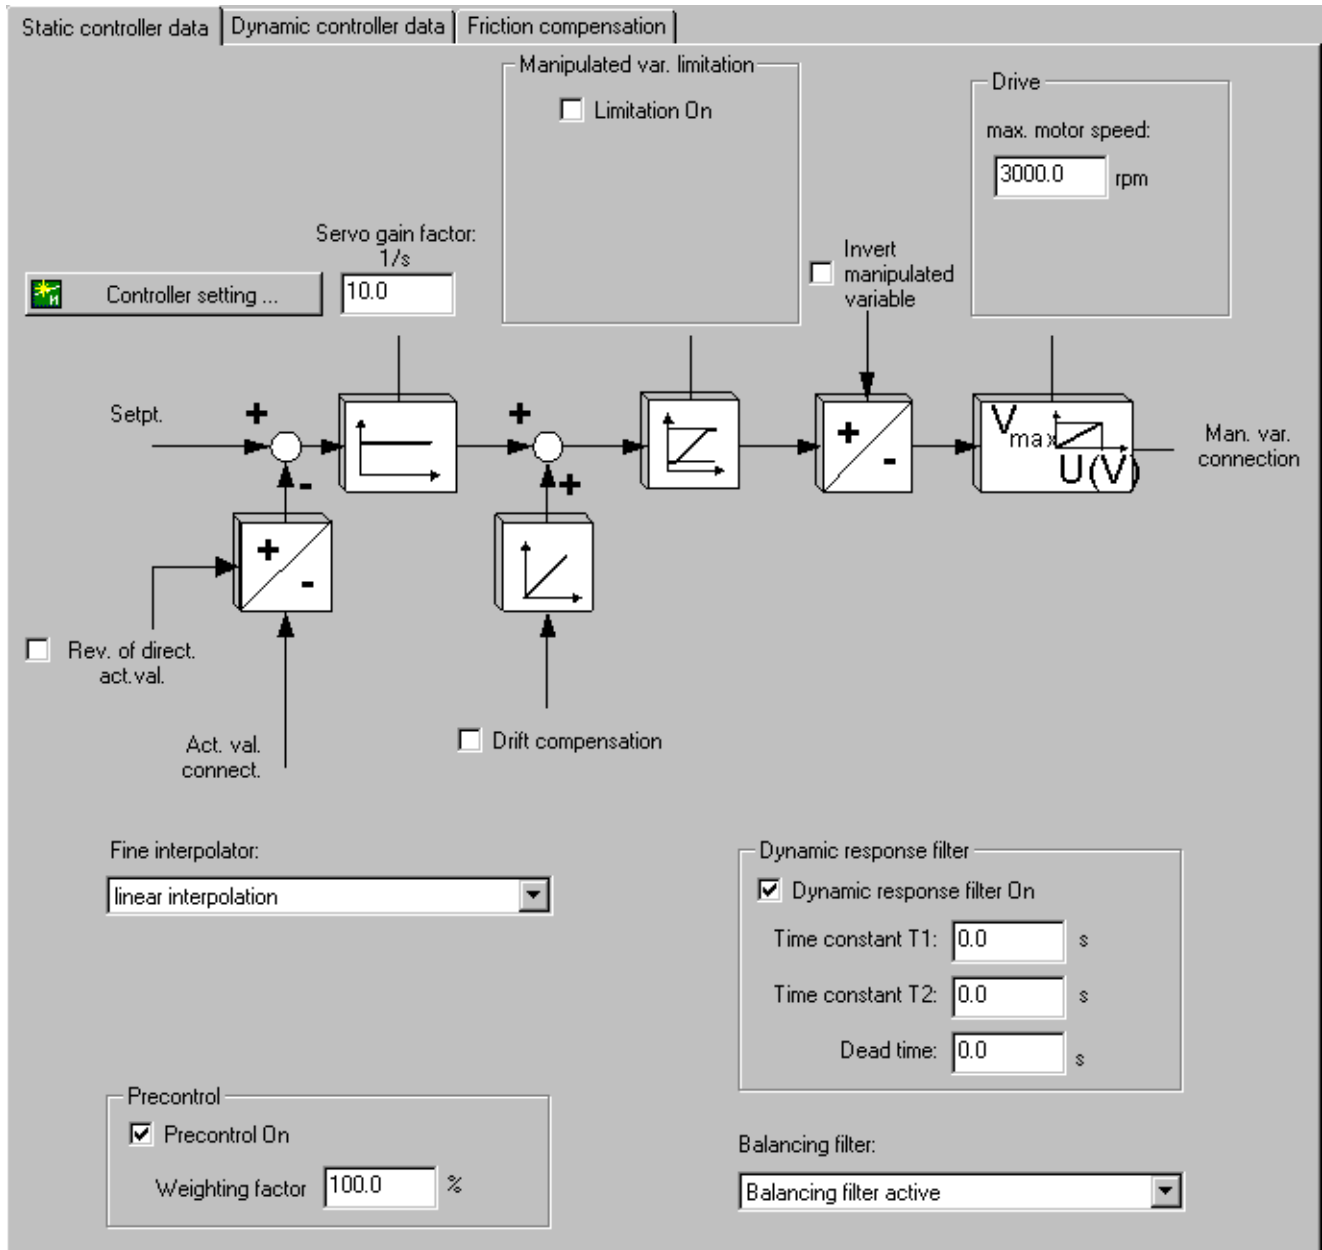 Static controller data
Dynamic controller data
Friction compensation
Manipulated var. limitation
Limitation On
Drive
max. motor speed:
3000.0 rpm
Servo gain factor:
1/s
10.0
Controller setting ...
Invert
manipulated
variable
Setpt.
+
-
+
+
+
-
Vmax
U(V)
Man. var.
connection
+
-
Rev. of direct.
act.val.
Act. val.
connect.
Drift compensation
Fine interpolator:
linear interpolation
Dynamic response filter
Dynamic response filter On
Time constant T1: 0.0 s
Time constant T2: 0.0 s
Dead time: 0.0 s
Precontrol
Precontrol On
Weighting factor 100.0 %
Balancing filter:
Balancing filter active